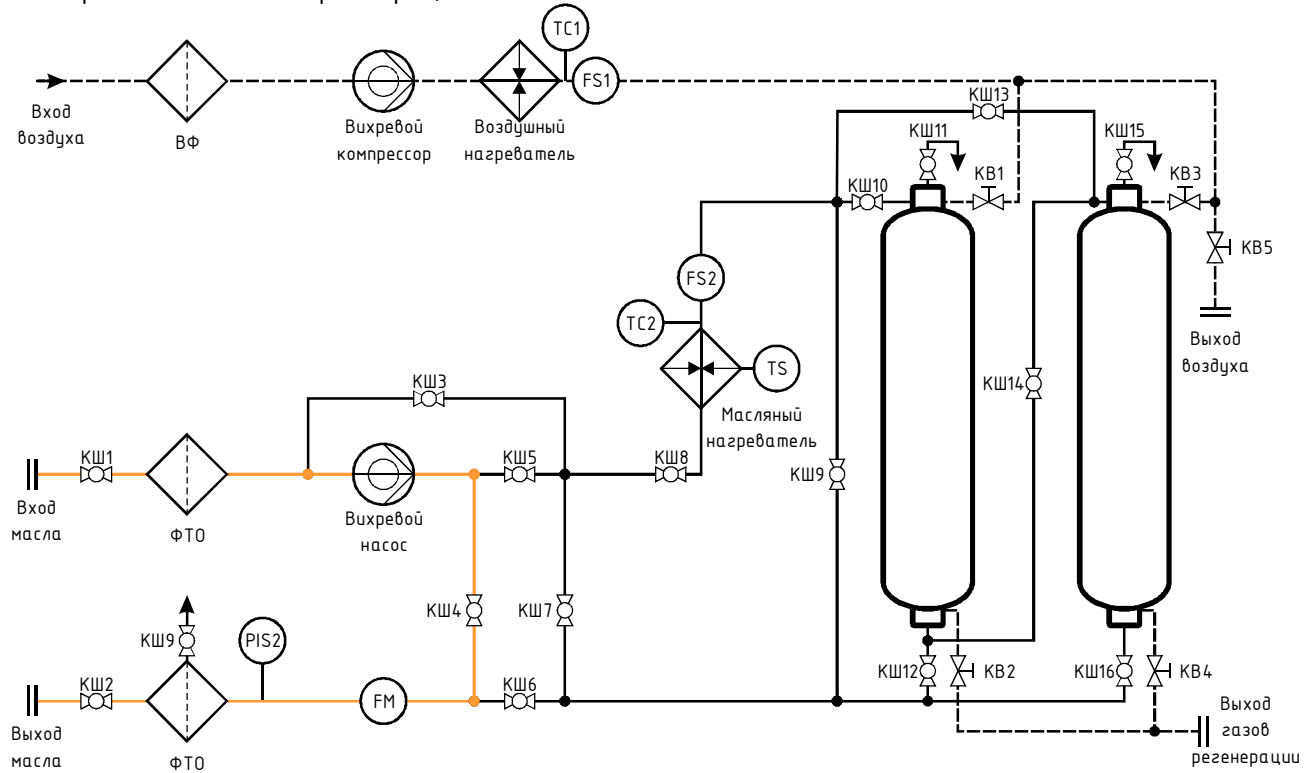 TC1
FS1
Вход
воздуха
ВФ
Вихревой
компрессор
Воздушный
нагреватель
КШ13
КШ11
КШ15
КВ1
КВ3
КШ10
КВ5
FS2
TC2
TS
Выход
воздуха
КШ3
КШ14
Масляный
нагреватель
КШ1
КШ5
КШ8
КШ9
Вход
масла
ФТО
Вихревой
насос
КШ4
КШ7
КШ9
PIS2
КШ12
КВ2
КШ16
КВ4
КШ2
FM
КШ6
Выход
масла
ФТО
Выход
газов
регенерации